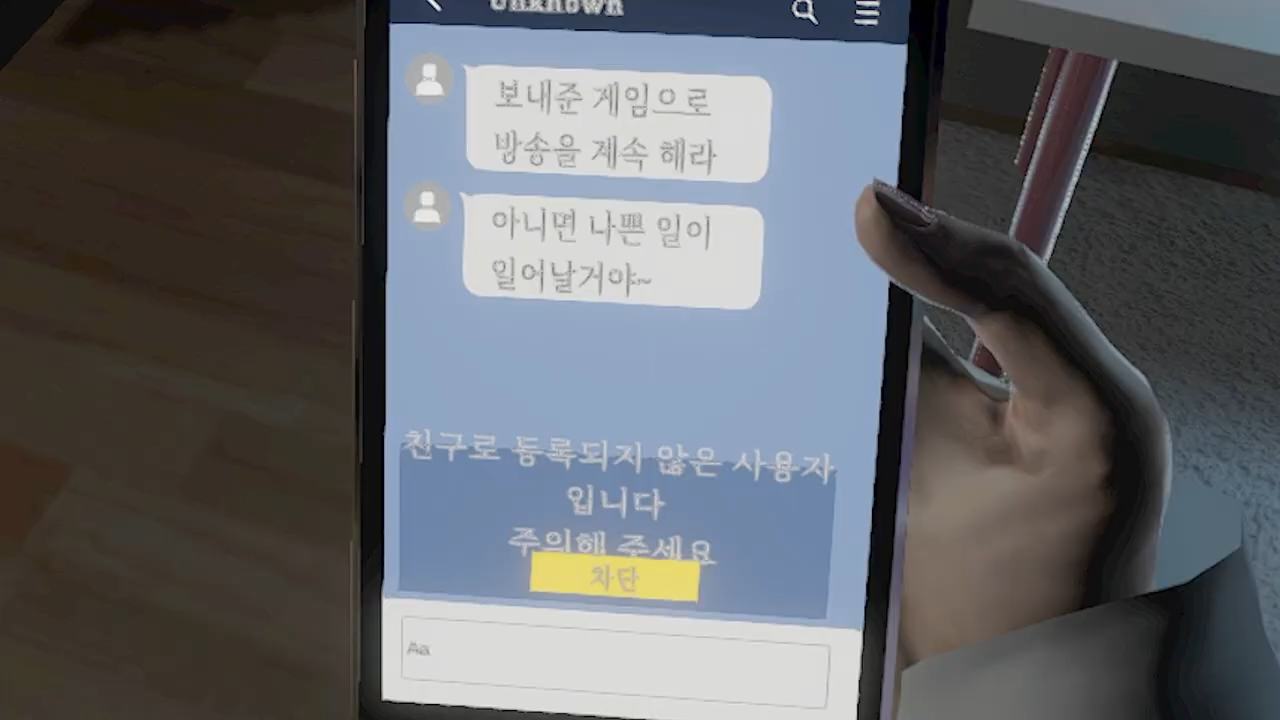 Unknown
보내준 게임으로
방송을 계속 해라
아니면 나쁜 일이
일어날거야~
친구로 등록되지 않은 사용자
입니다
주의해 주세요
차단
Aa